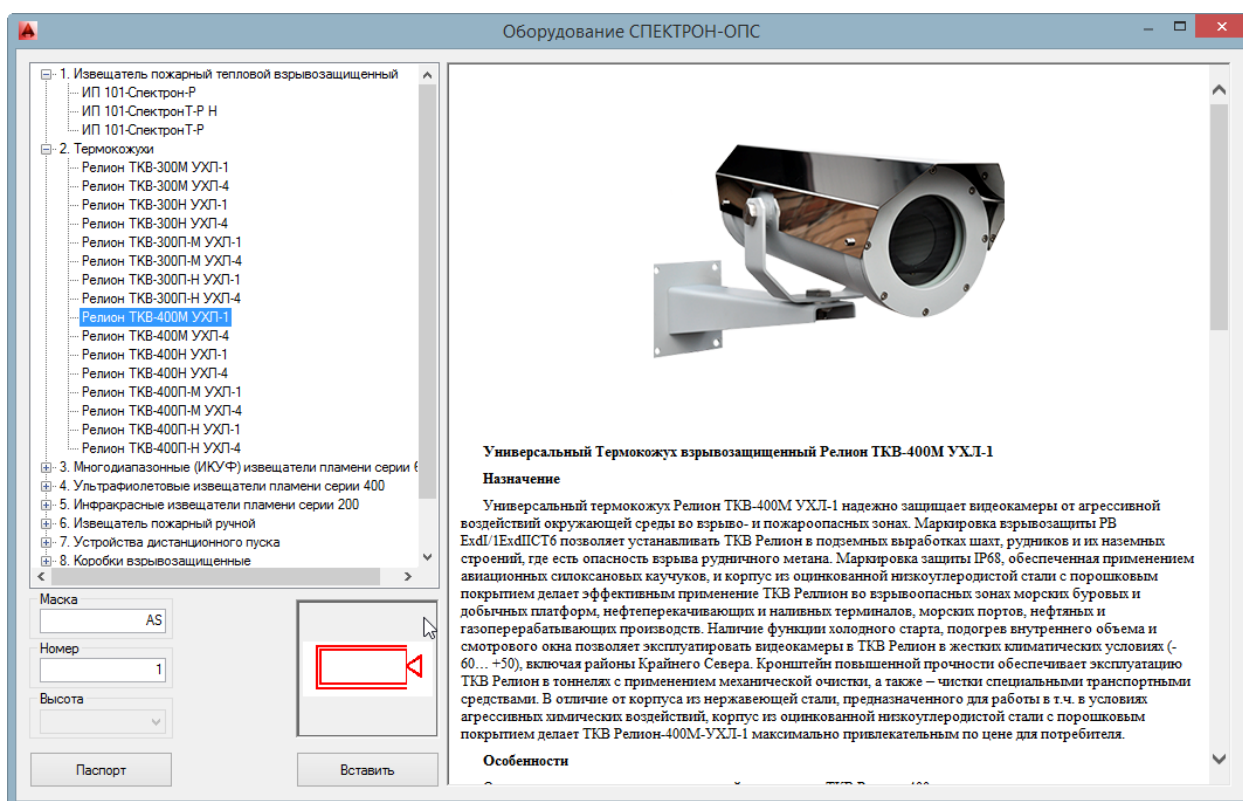 Оборудование СПЕКТРОН-ОПС
1. Извещатель пожарный тепловой взрывозащищенный
ИП 101-Спектрон-Р
ИП 101-СпектронТ-Р Н
ИП 101-СпектронТ-Р
2. Термокожухи
Релион ТКВ-300М УХЛ-1
Релион ТКВ-300М УХЛ-4
Релион ТКВ-300Н УХЛ-1
Релион ТКВ-300Н УХЛ-4
Релион ТКВ-300П-М УХЛ-1
Релион ТКВ-300П-М УХЛ-4
Релион ТКВ-300П-Н УХЛ-1
Релион ТКВ-300П-Н УХЛ-4
Релион ТКВ-400М УХЛ-1
Релион ТКВ-400М УХЛ-4
Релион ТКВ-400Н УХЛ-1
Релион ТКВ-400Н УХЛ-4
Релион ТКВ-400П-М УХЛ-1
Релион ТКВ-400П-М УХЛ-4
Релион ТКВ-400П-Н УХЛ-1
Релион ТКВ-400П-Н УХЛ-4
3. Многодиапазонные (ИКУФ) извещатели пламени серии
4. Ультрафиолетовые извещатели пламени серии 400
5. Инфракрасные извещатели пламени серии 200
6. Извещатель пожарный ручной
7. Устройства дистанционного пуска
8. Коробки взрывозащищенные
Маска
AS
Номер
1
Высота
Паспорт
Вставить
Универсальный Термокожух взрывозащищенный Релион ТКВ-400М УХЛ-1
Назначение
Универсальный термокожух Релион ТКВ-400М УХЛ-1 надежно защищает видеокамеры от агрессивной
воздействий окружающей среды во взрыво- и пожароопасных зонах. Маркировка взрывозащиты РВ
ExdI/1ExdIICT6 позволяет устанавливать ТКВ Релион в подземных выработках шахт, рудников и их наземных
строений, где есть опасность взрыва рудничного метана. Маркировка защиты IP68, обеспеченная применением
авиационных силоксановых каучуков, и корпус из оцинкованной низкоуглеродистой стали с порошковым
покрытием делает эффективным применение ТКВ Реллион во взрывоопасных зонах морских буровых и
добычных платформ, нефтеперекачивающих и наливных терминалов, морских портов, нефтяных и
газоперерабатывающих производств. Наличие функции холодного старта, подогрев внутреннего объема и
смотрового окна позволяет эксплуатировать видеокамеры в ТКВ Релион в жестких климатических условиях (-
60… +50), включая районы Крайнего Севера. Кронштейн повышенной прочности обеспечивает эксплуатацию
ТКВ Релион в тоннелях с применением механической очистки, а также – чистки специальными транспортными
средствами. В отличие от корпуса из нержавеющей стали, предназначенного для работы в т.ч. в условиях
агрессивных химических воздействий, корпус из оцинкованной низкоуглеродистой стали с порошковым
покрытием делает ТКВ Релион-400М-УХЛ-1 максимально привлекательным по цене для потребителя.
Особенности